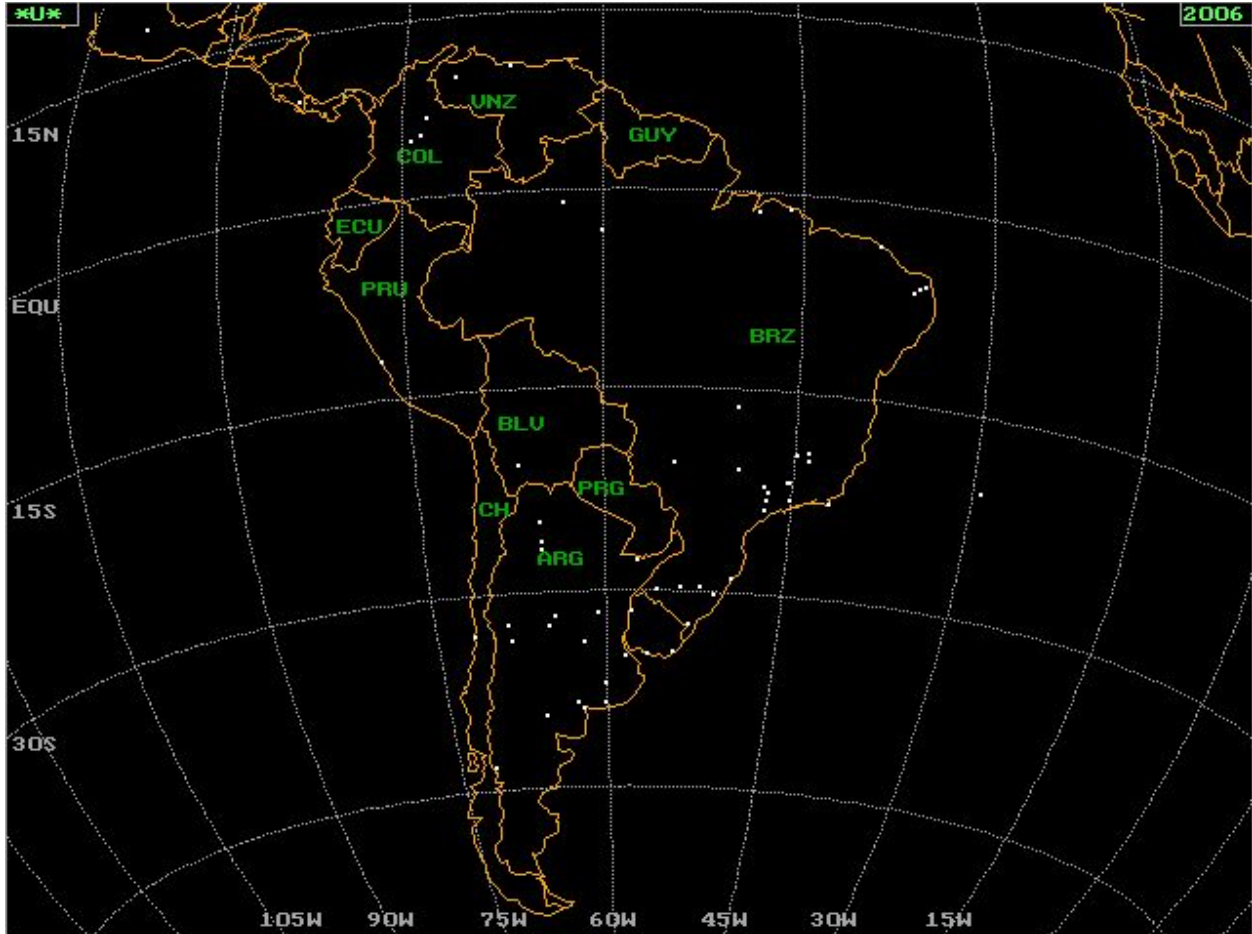 *U*
2006
VNZ
15N
GUY
COL
ECU
PRU
EQU
BRZ
BLV
PRG
15S
CH
ARG
30S
105W 90W 75W 60W 45W 30W 15W